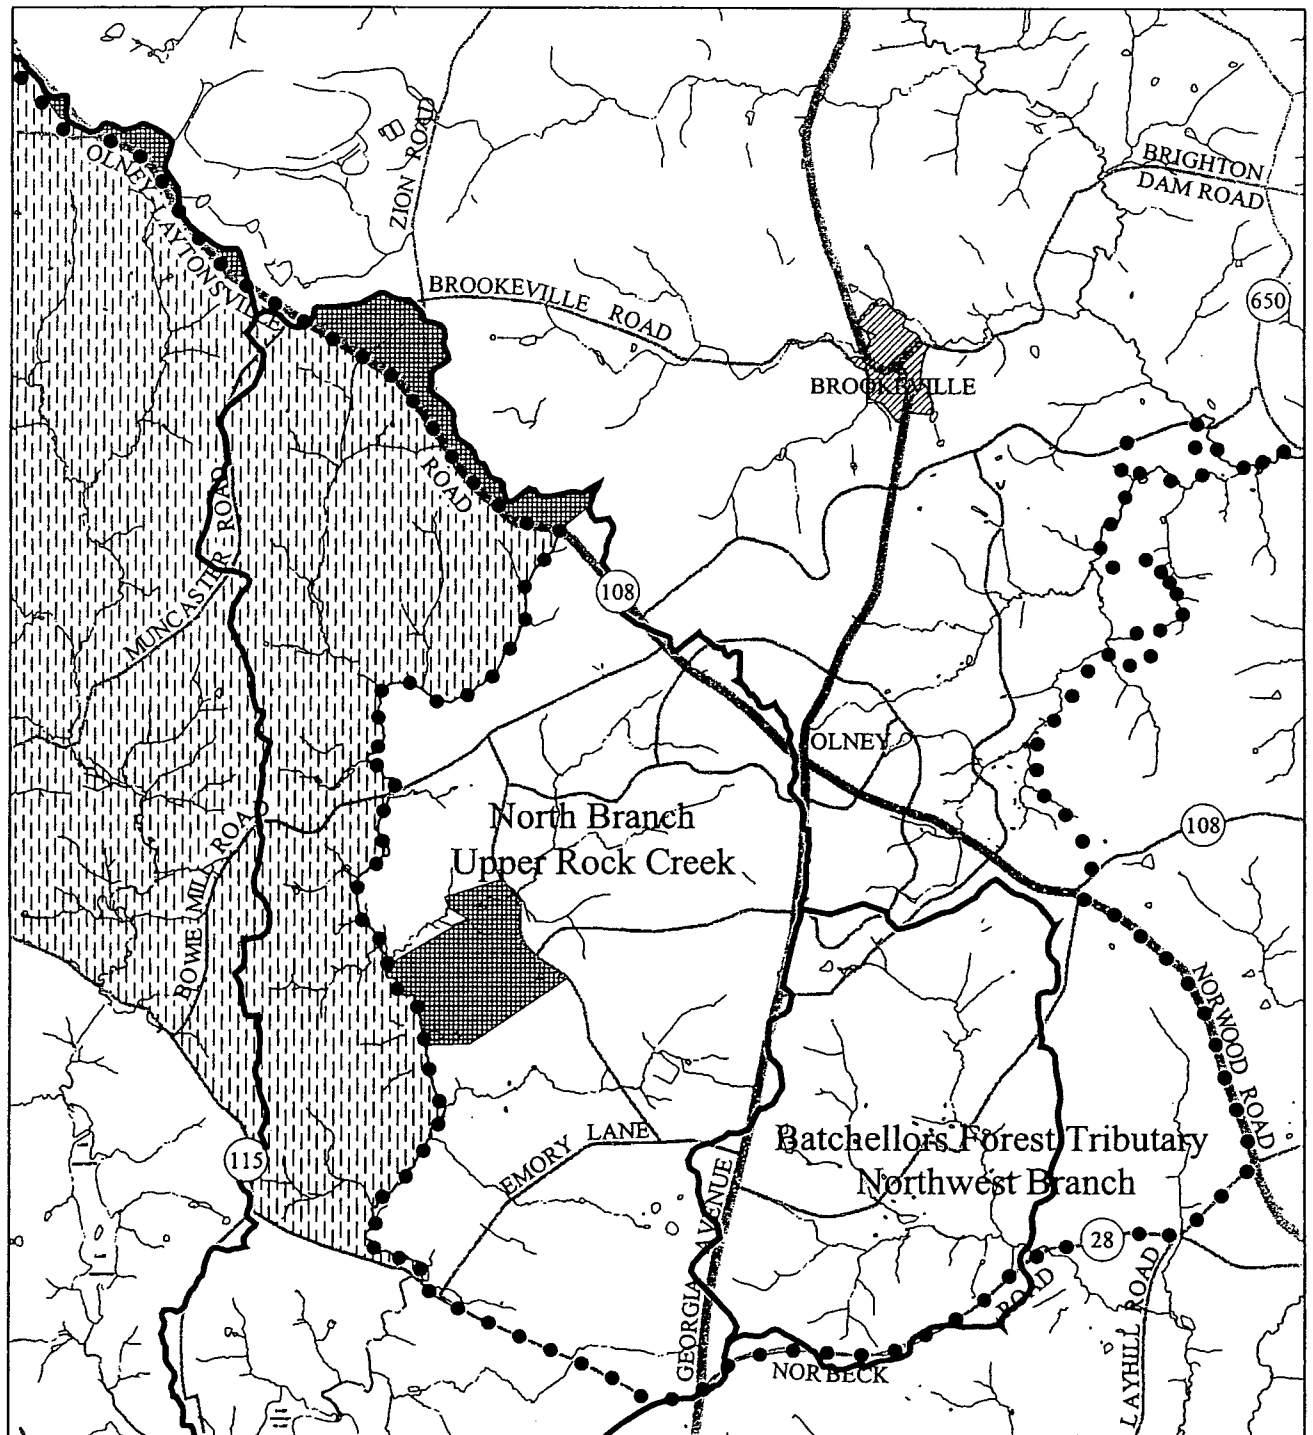 ZION ROAD
BRIGHTON
DAM ROAD
OLNEY-LAYTONSVILLE
ROAD
BROOKEVILLE ROAD
650
BROOKEVILLE
MUNCASTER ROAD
108
OLNEY
North Branch
Upper Rock Creek
108
BOWE MILL ROAD
NORWOOD ROAD
115
EMORY LANE
Batchellors Forest Tributary
Northwest Branch
28
GEORGIA AVENUE
NORBECK
ROAD
LAYHILL ROAD